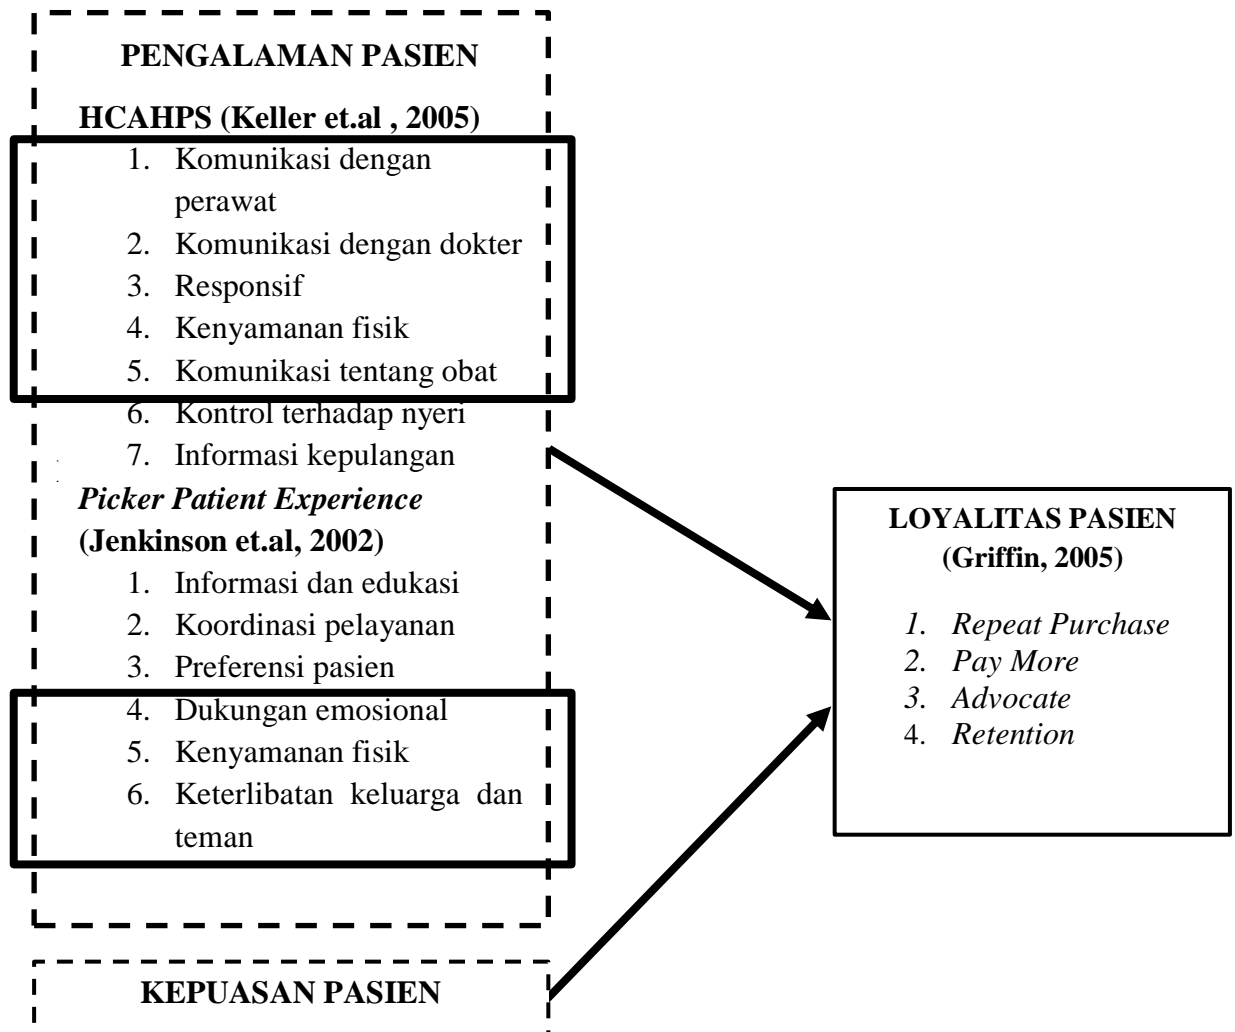 PENGALAMAN PASIEN
HCAHPS (Keller et.al , 2005)
1. Komunikasi dengan
perawat
2. Komunikasi dengan dokter
3. Responsif
4. Kenyamanan fisik
5. Komunikasi tentang obat
6. Kontrol terhadap nyeri
7. Informasi kepulangan
Picker Patient Experience
(Jenkinson et.al, 2002)
1. Informasi dan edukasi
2. Koordinasi pelayanan
3. Preferensi pasien
4. Dukungan emosional
5. Kenyamanan fisik
6. Keterlibatan keluarga dan
teman
KEPUASAN PASIEN
LOYALITAS PASIEN
(Griffin, 2005)
1. Repeat Purchase
2. Pay More
3. Advocate
4. Retention